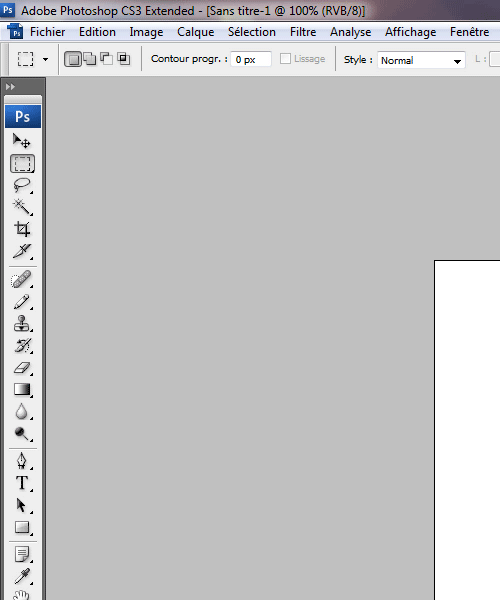 Ps Adobe Photoshop CS3 Extended - [Sans titre-1 @ 100% (RVB/8)]
Ps Fichier Edition Image Calque Sélection Filtre Analyse Affichage Fenêtre
Contour progr. : 0 px Lissage Style : Normal L :
Ps
T